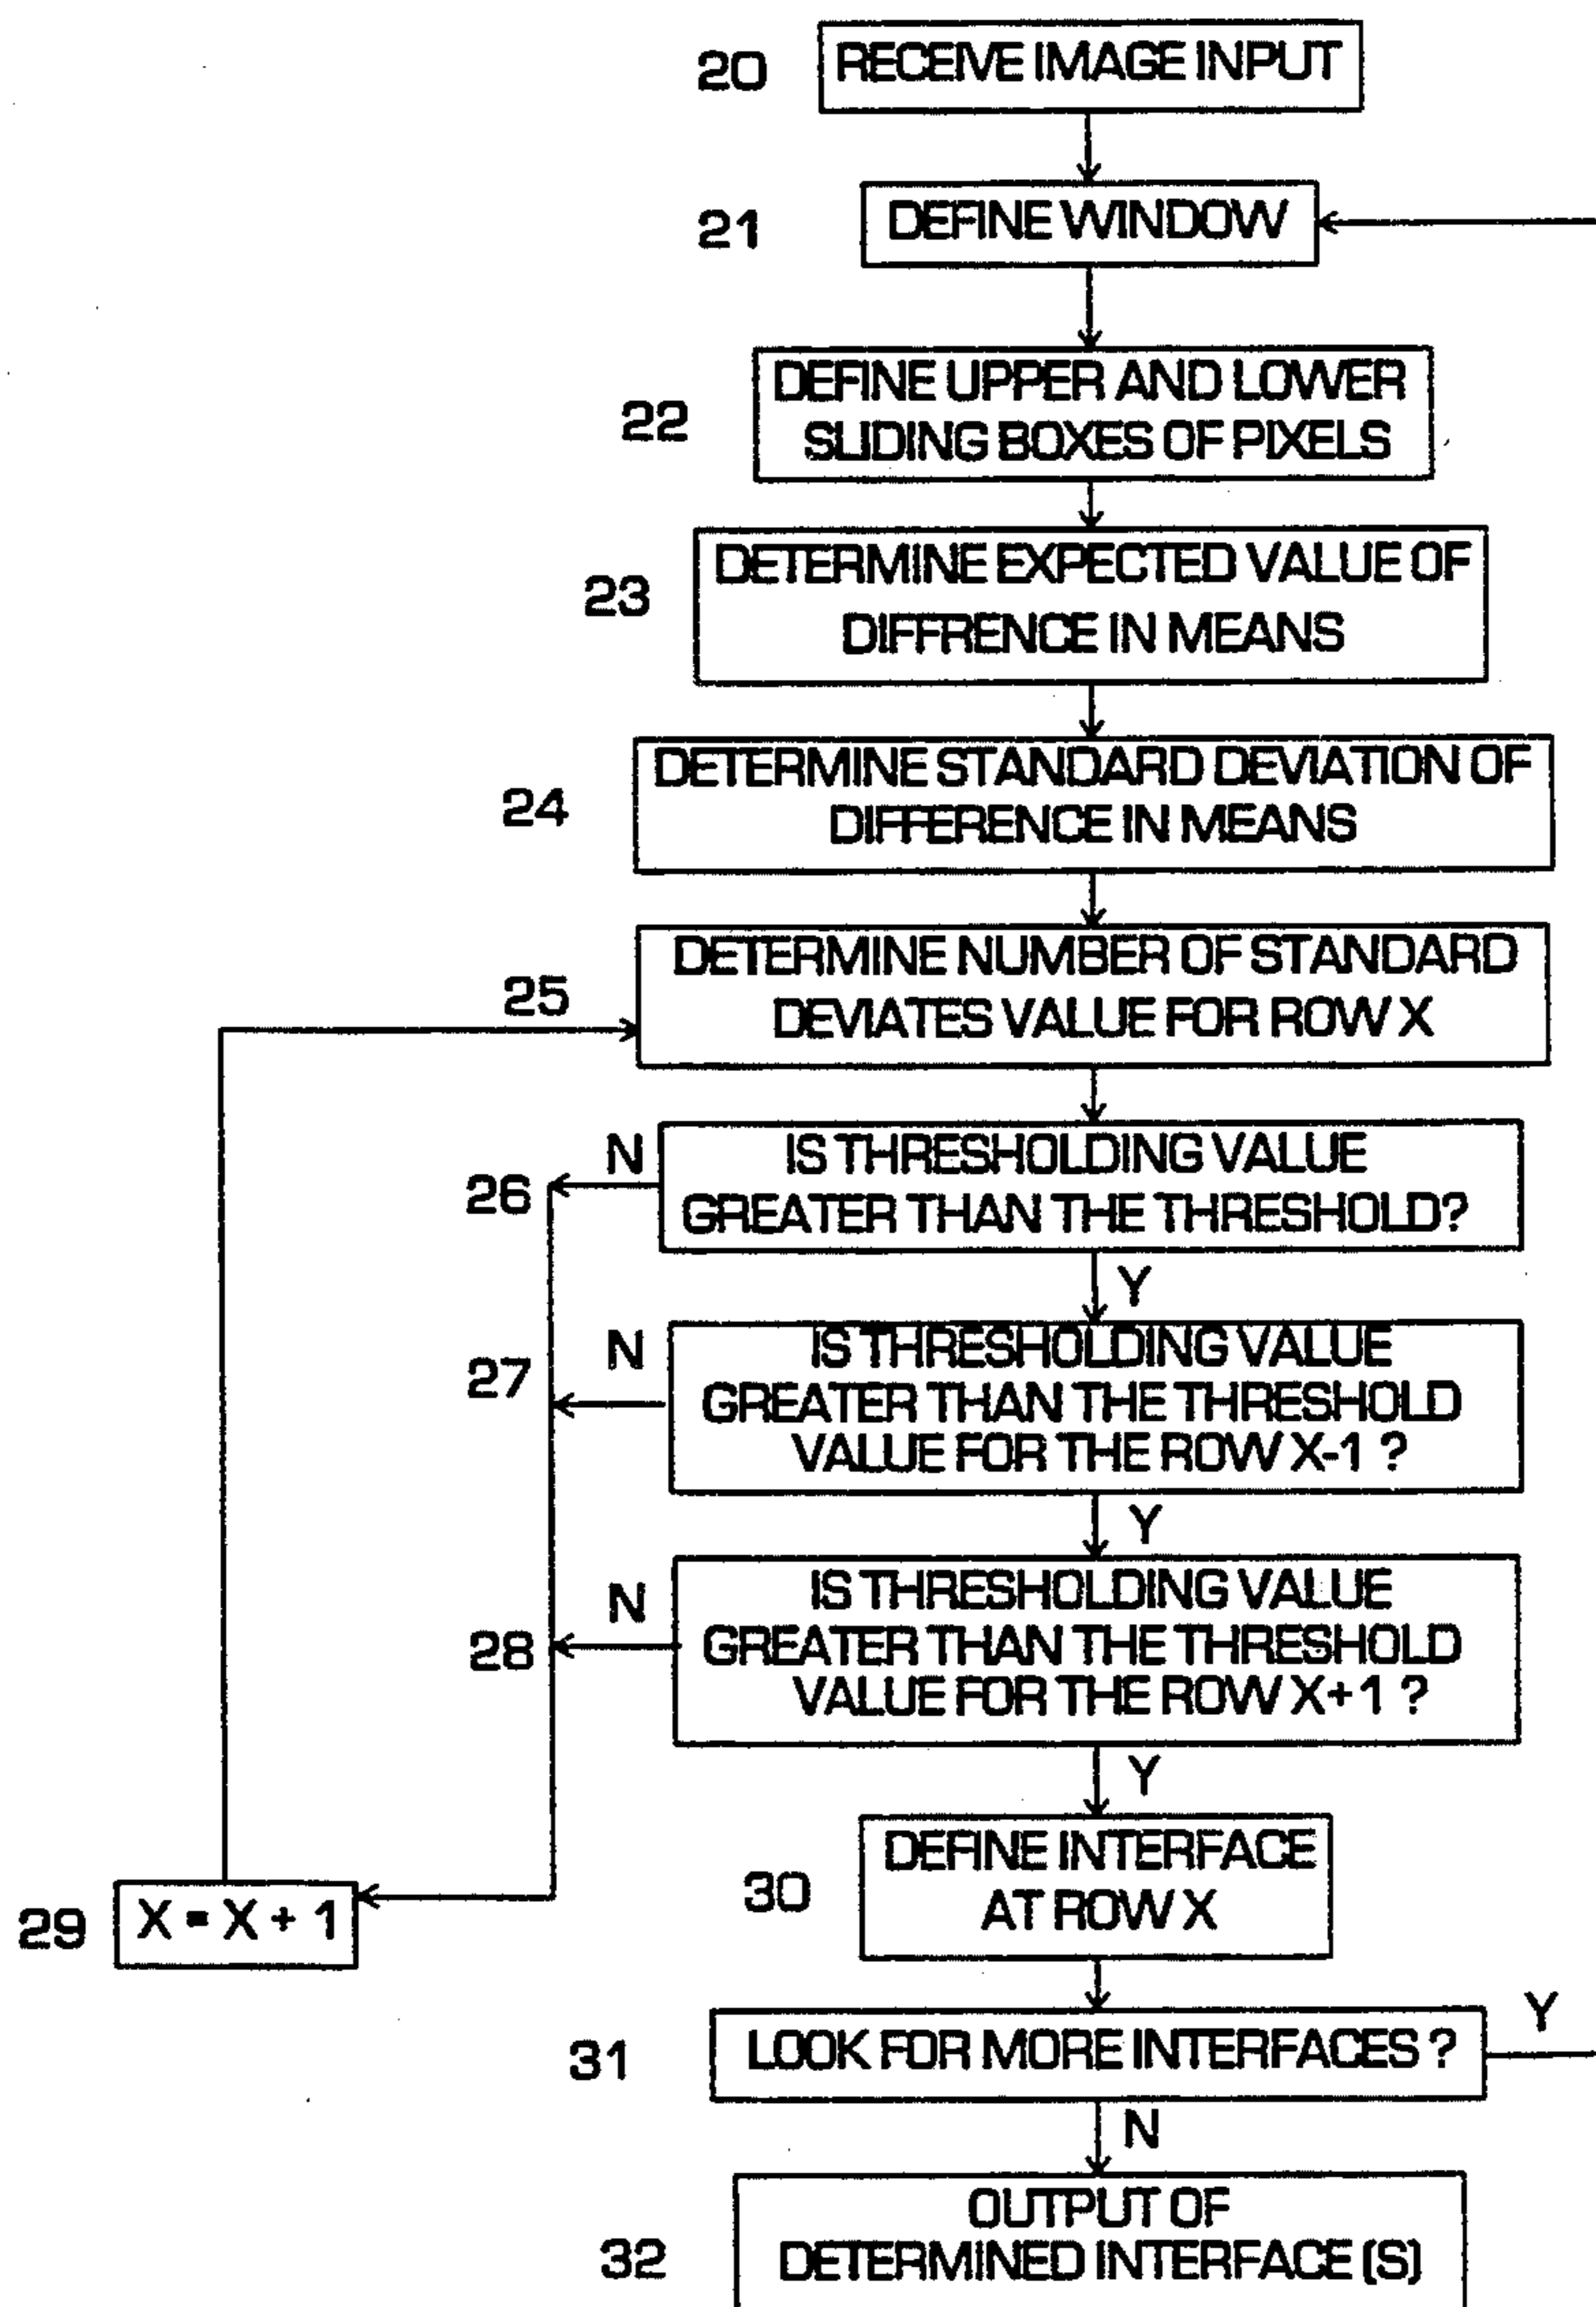 20
RECEIVE IMAGE INPUT
21
DEFINE WINDOW
22
DEFINE UPPER AND LOWER
SLIDING BOXES OF PIXELS
23
DETERMINE EXPECTED VALUE OF
DIFFRENCE IN MEANS
24
DETERMINE STANDARD DEVIATION OF
DIFFERENCE IN MEANS
25
DETERMINE NUMBER OF STANDARD
DEVIATES VALUE FOR ROW X
26
N
IS THRESHOLDING VALUE
GREATER THAN THE THRESHOLD?
Y
27
N
IS THRESHOLDING VALUE
GREATER THAN THE THRESHOLD
VALUE FOR THE ROW X-1 ?
Y
28
N
IS THRESHOLDING VALUE
GREATER THAN THE THRESHOLD
VALUE FOR THE ROW X+1 ?
Y
29
X = X + 1
30
DEFINE INTERFACE
AT ROW X
31
LOOK FOR MORE INTERFACES ?
Y
N
32
OUTPUT OF
DETERMINED INTERFACE (S)